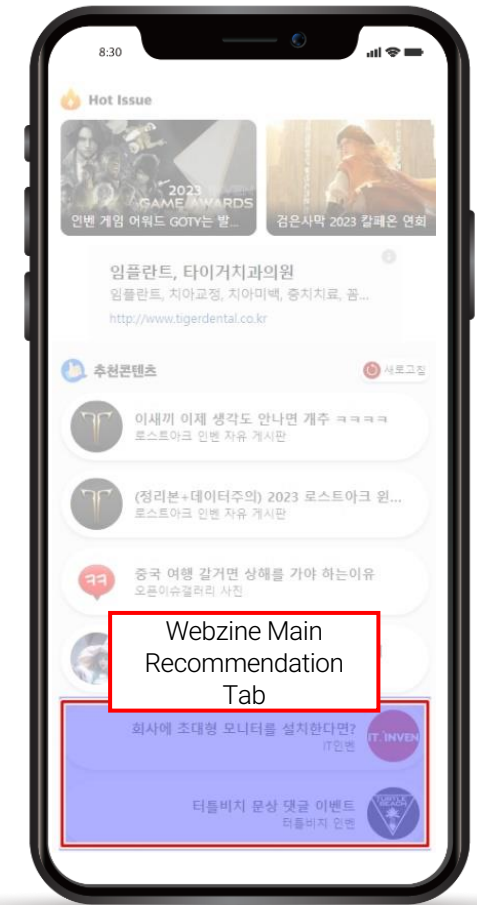 8:30
Hot Issue
2023
GAME AWARDS
인벤 게임 어워드 GOTY는 발...
검은사막 2023 칼페온 연회
임플란트, 타이거치과의원
임플란트, 치아교정, 치아미백, 충치치료, 꼼...
http://www.tigerdental.co.kr
추천콘텐츠
새로고침
이새끼 이제 생각도 안나면 개추 ㅋㅋㅋㅋ
로스트아크 인벤 자유 게시판
(정리본+데이터주의) 2023 로스트아크 윈...
로스트아크 인벤 자유 게시판
ㅋㅋ
중국 여행 갈거면 상해를 가야 하는이유
오픈이슈갤러리 사진
Webzine Main
Recommendation
Tab
회사에 초대형 모니터를 설치한다면?
IT인벤
IT.INVEN
터틀비치 문상 댓글 이벤트
터틀비치 인벤
TURTLE
BEACH